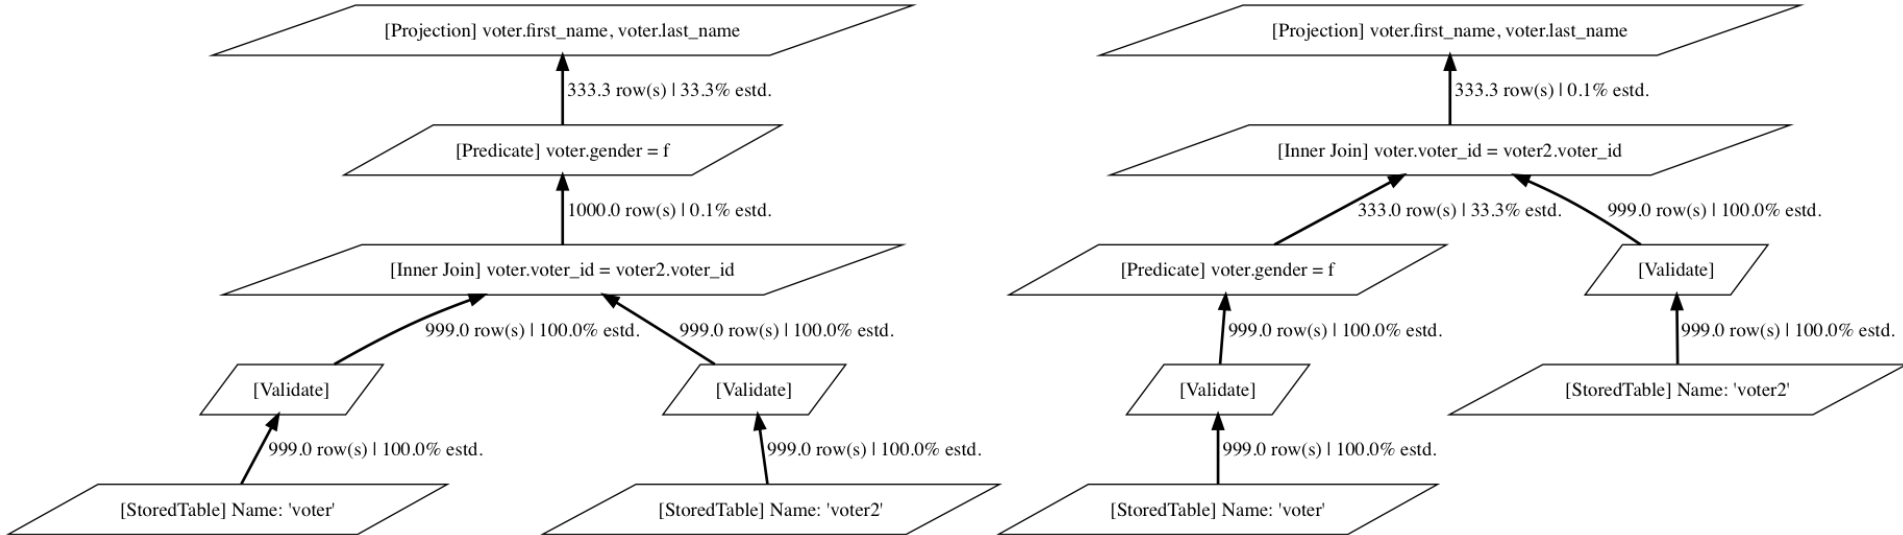 [Projection] voter.first_name, voter.last_name
333.3 row(s) | 33.3% estd.
[Predicate] voter.gender = f
1000.0 row(s) | 0.1% estd.
[Inner Join] voter.voter_id = voter2.voter_id
999.0 row(s) | 100.0% estd.
999.0 row(s) | 100.0% estd.
[Validate]
[Validate]
999.0 row(s) | 100.0% estd.
999.0 row(s) | 100.0% estd.
[StoredTable] Name: 'voter'
[StoredTable] Name: 'voter2'
[Projection] voter.first_name, voter.last_name
333.3 row(s) | 0.1% estd.
[Inner Join] voter.voter_id = voter2.voter_id
333.0 row(s) | 33.3% estd.
999.0 row(s) | 100.0% estd.
[Predicate] voter.gender = f
[Validate]
999.0 row(s) | 100.0% estd.
999.0 row(s) | 100.0% estd.
[Validate]
[StoredTable] Name: 'voter2'
999.0 row(s) | 100.0% estd.
[StoredTable] Name: 'voter'